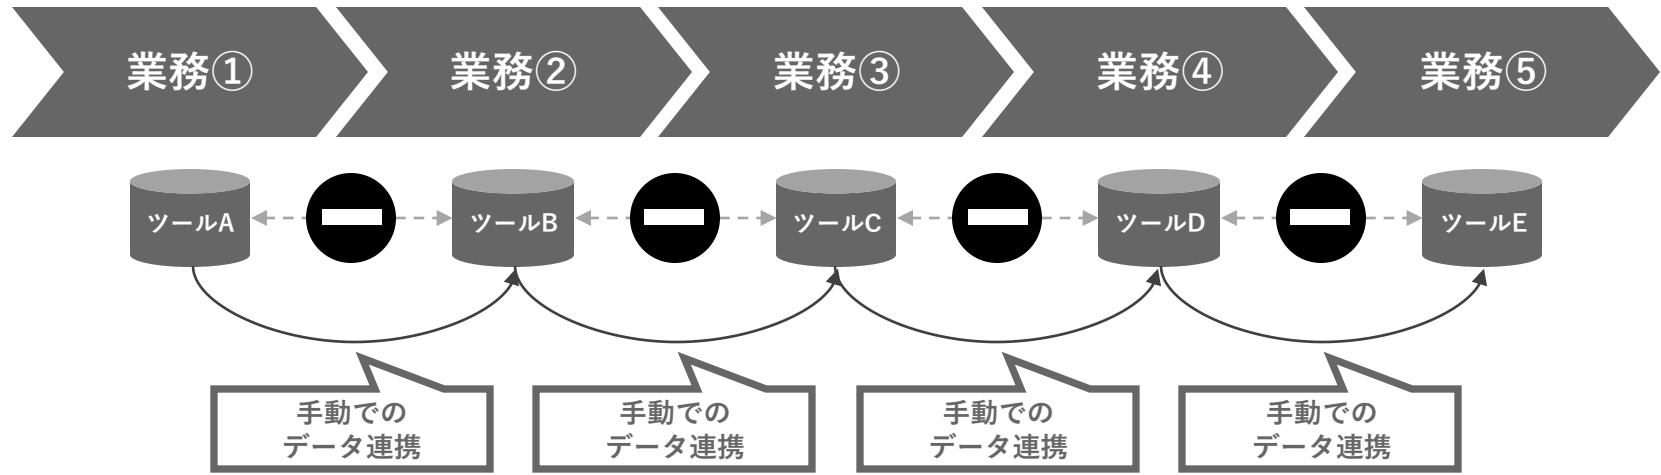 業務①
業務②
業務③
業務④
業務⑤
ツールA
ツールB
ツールC
ツールD
ツールE
手動での
データ連携
手動での
データ連携
手動での
データ連携
手動での
データ連携